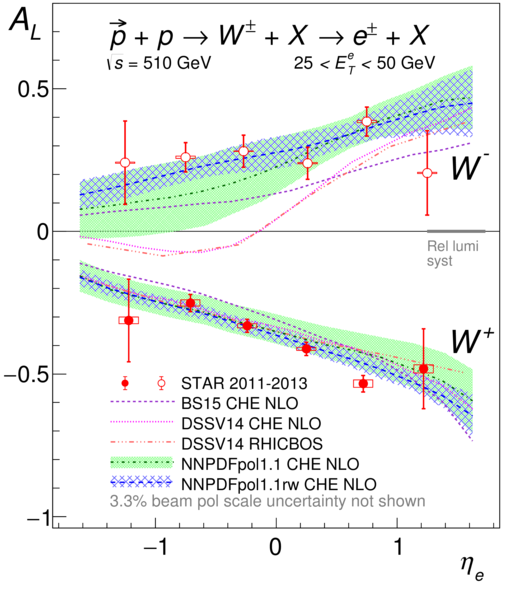 A_L
p⃗ + p → W± + X → e± + X
√s = 510 GeV 25 < E_T^e < 50 GeV
0.5
W⁻
0
Rel lumi
syst
W⁺
−0.5
STAR 2011-2013
BS15 CHE NLO
DSSV14 CHE NLO
DSSV14 RHICBOS
NNPDFpol1.1 CHE NLO
NNPDFpol1.1rw CHE NLO
3.3% beam pol scale uncertainty not shown
−1
−1 0 1
η_e